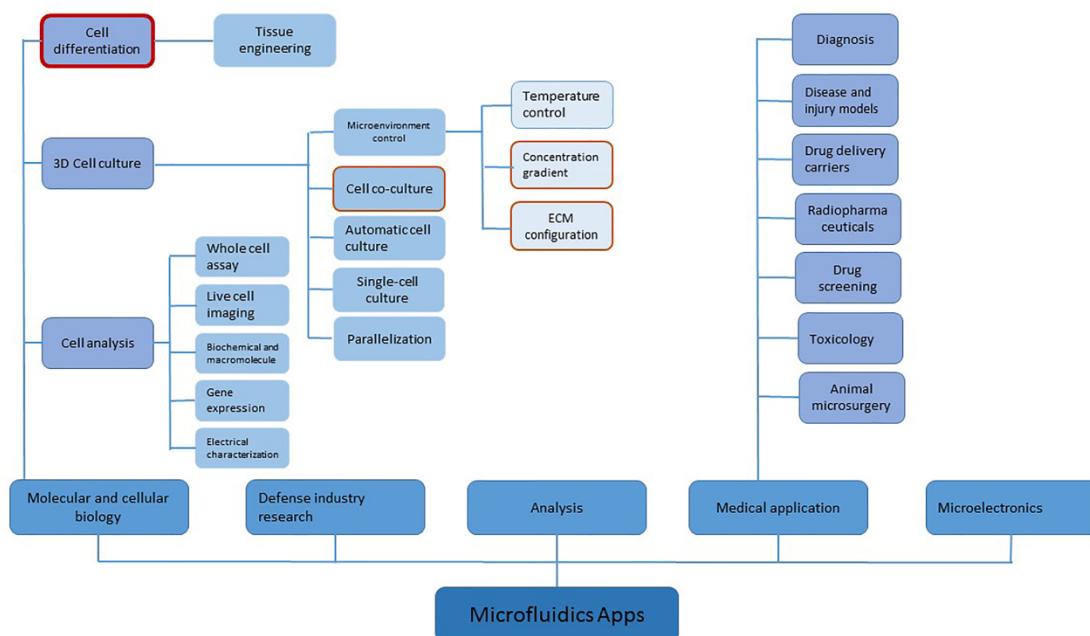 Cell
differentiation
Tissue
engineering
3D Cell culture
Microenvironment
control
Temperature
control
Concentration
gradient
ECM
configuration
Cell co-culture
Automatic cell
culture
Single-cell
culture
Parallelization
Cell analysis
Whole cell
assay
Live cell
imaging
Biochemical and
macromolecule
Gene
expression
Electrical
characterization
Diagnosis
Disease and
injury models
Drug delivery
carriers
Radiopharma
ceuticals
Drug
screening
Toxicology
Animal
microsurgery
Molecular and cellular
biology
Defense industry
research
Analysis
Medical application
Microelectronics
Microfluidics Apps